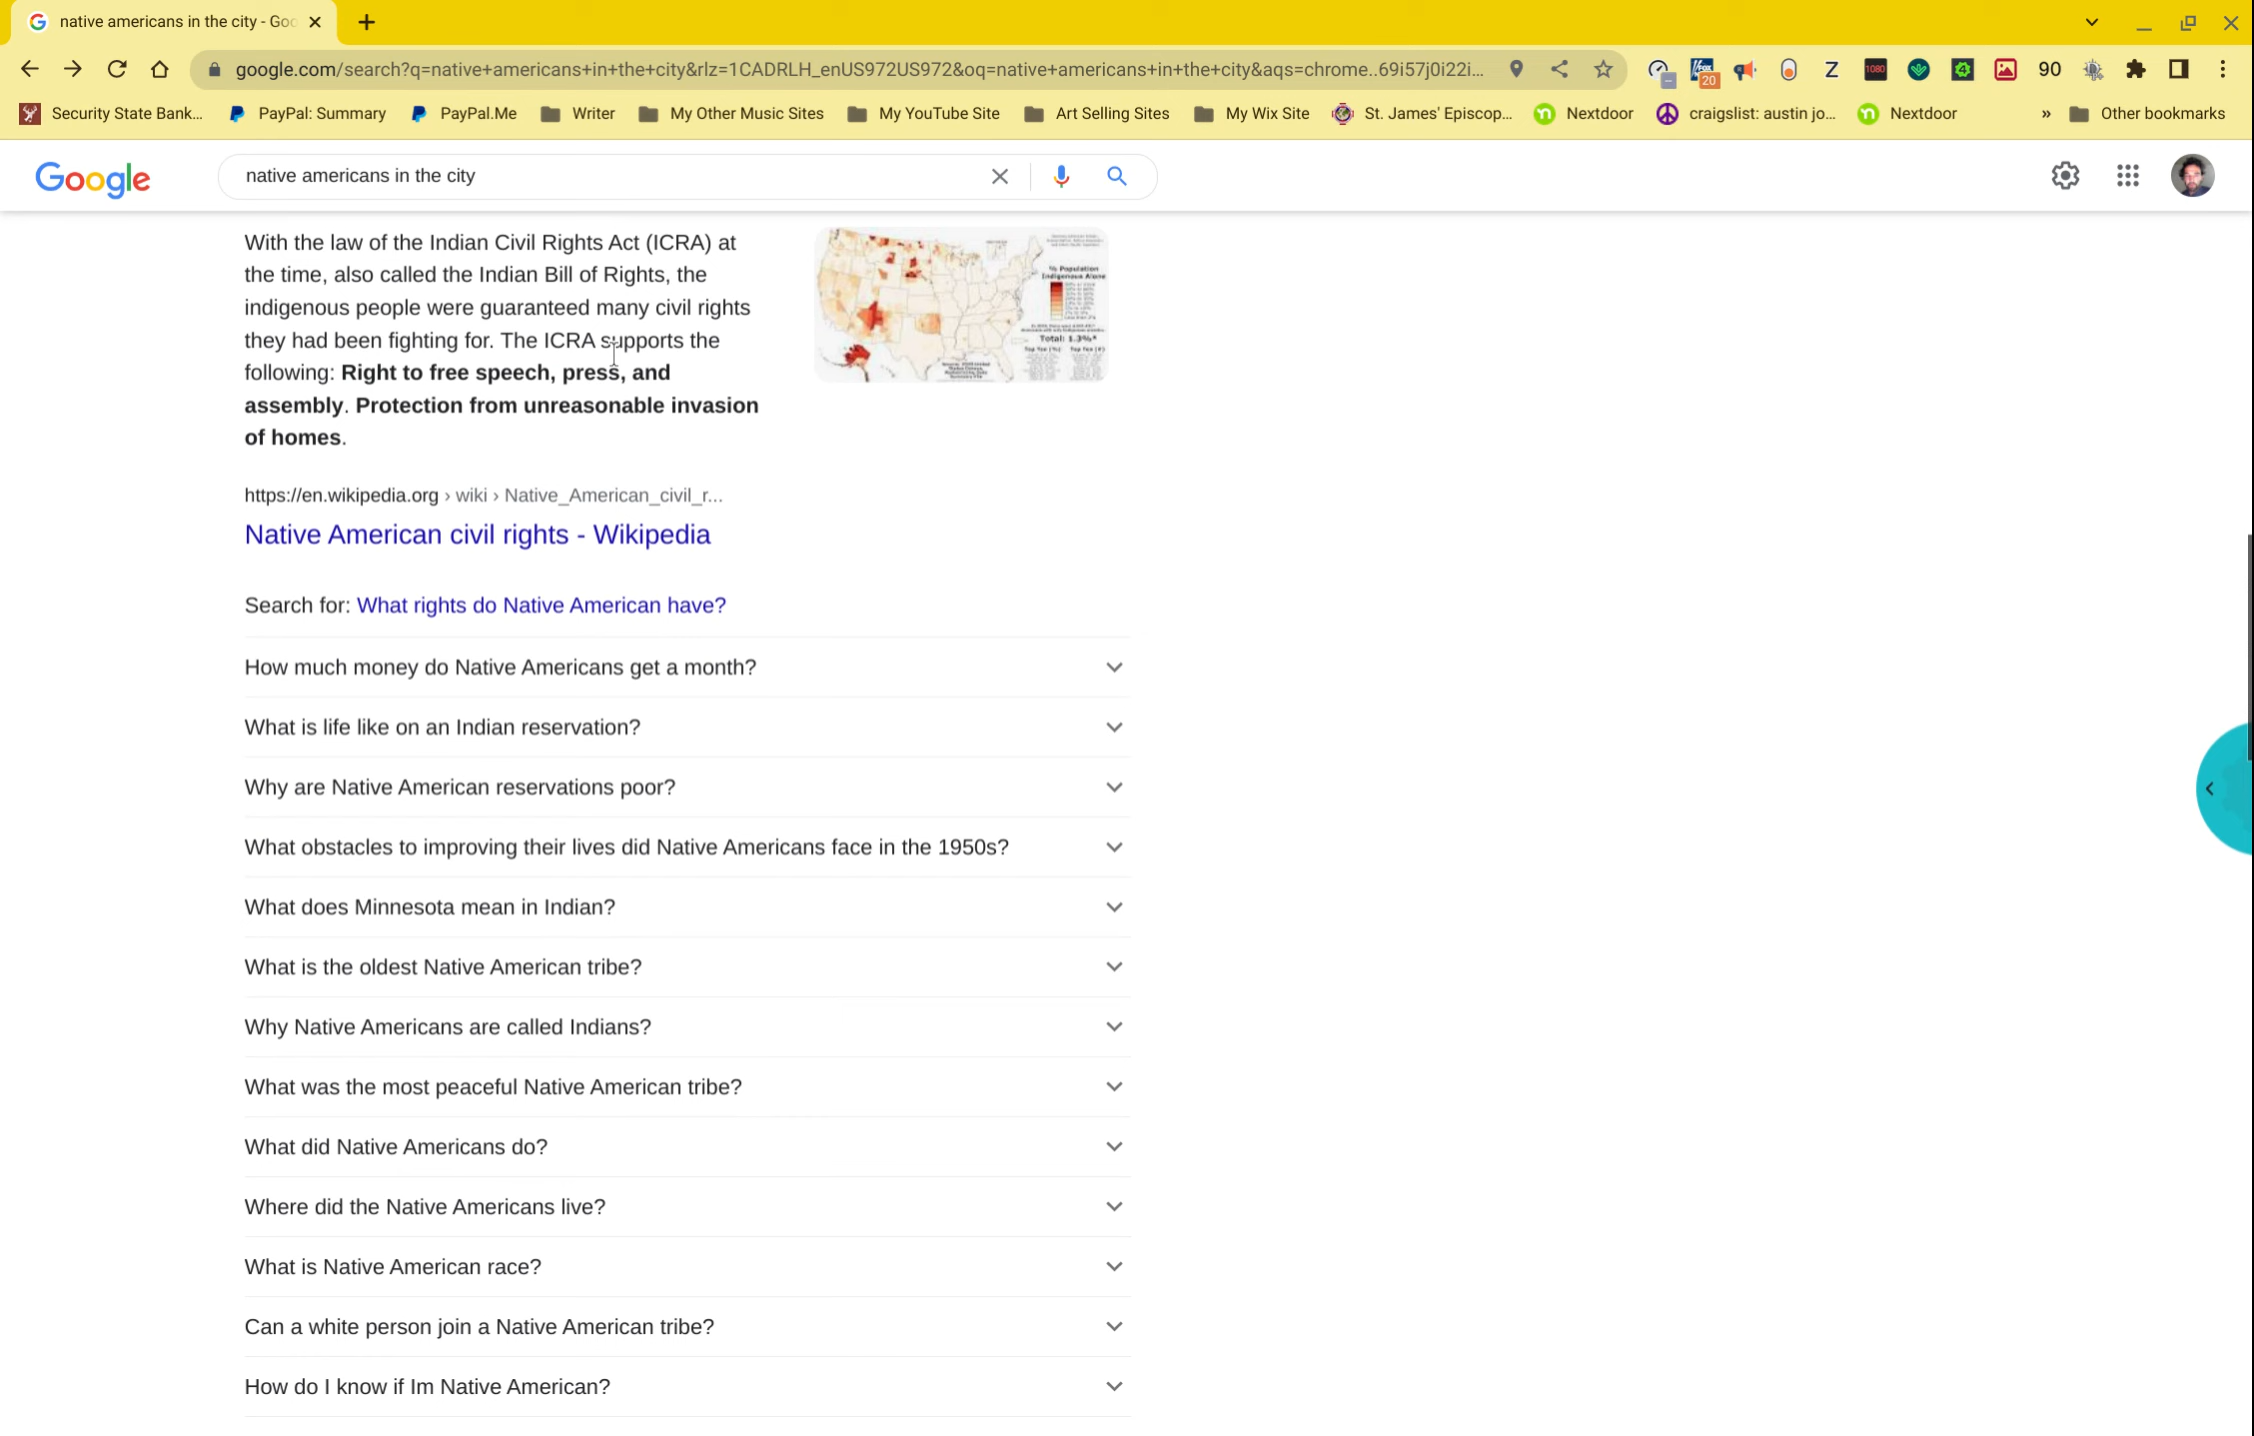 native americans in the city - Goo
google.com/search?q=native+americans+in+the+city&rlz=1CADRLH_enUS972US972&oq=native+americans+in+the+city&aqs=chrome..69i57j0i22i...
20
Z
1080
4
90
Security State Bank...
PayPal: Summary
PayPal.Me
Writer
My Other Music Sites
My YouTube Site
Art Selling Sites
My Wix Site
St. James' Episcop...
Nextdoor
craigslist: austin jo...
Nextdoor
»
Other bookmarks
Google
native americans in the city
With the law of the Indian Civil Rights Act (ICRA) at
the time, also called the Indian Bill of Rights, the
indigenous people were guaranteed many civil rights
they had been fighting for. The ICRA supports the
following: Right to free speech, press, and
assembly. Protection from unreasonable invasion
of homes.
% Population
Indigenous Alone
Total: 1.3%*
https://en.wikipedia.org › wiki › Native_American_civil_r...
Native American civil rights - Wikipedia
Search for: What rights do Native American have?
How much money do Native Americans get a month?
What is life like on an Indian reservation?
Why are Native American reservations poor?
What obstacles to improving their lives did Native Americans face in the 1950s?
What does Minnesota mean in Indian?
What is the oldest Native American tribe?
Why Native Americans are called Indians?
What was the most peaceful Native American tribe?
What did Native Americans do?
Where did the Native Americans live?
What is Native American race?
Can a white person join a Native American tribe?
How do I know if Im Native American?